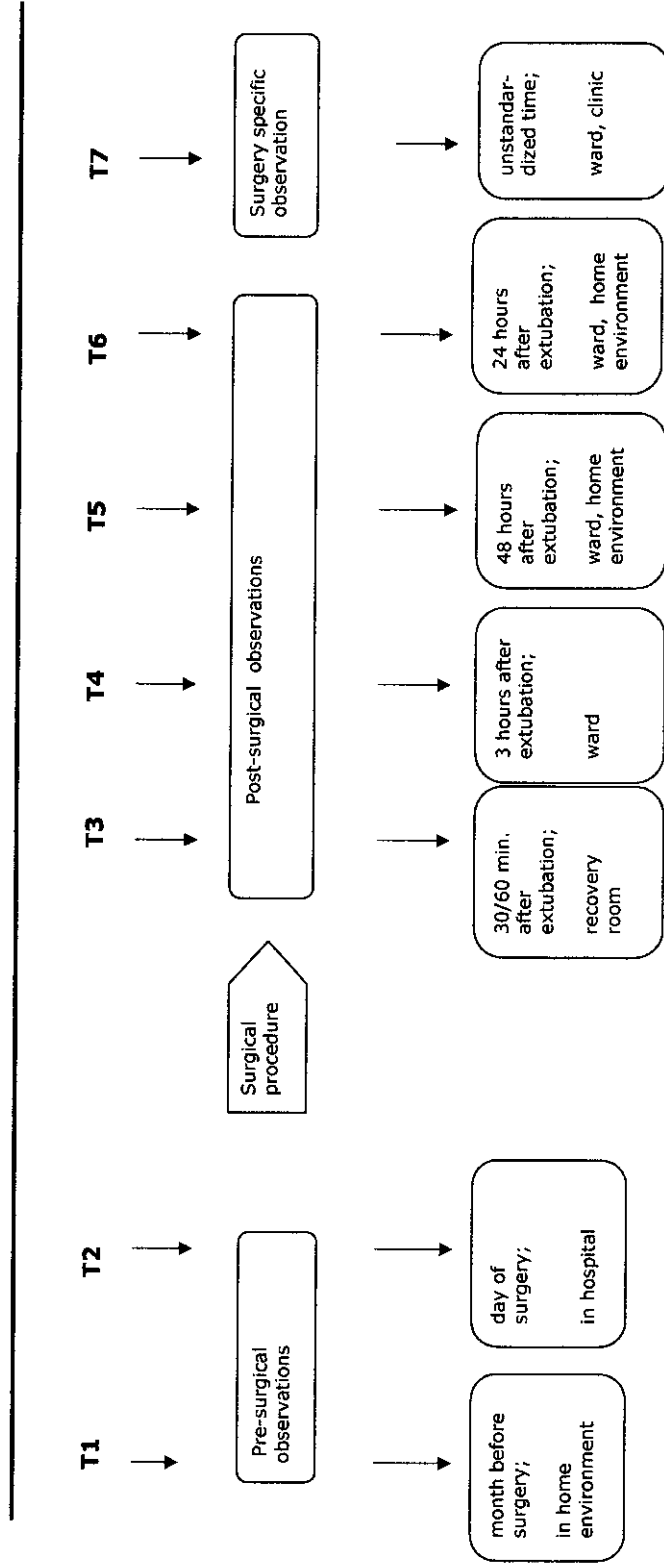 T1
T2
T3
T4
T5
T6
T7
Pre-surgical
observations
Surgical
procedure
Post-surgical observations
Surgery specific
observation
month before
surgery;
in home
environment
day of
surgery;
in hospital
30/60 min.
after
extubation;
recovery
room
3 hours after
extubation;
ward
48 hours
after
extubation;
ward, home
environment
24 hours
after
extubation;
ward, home
environment
unstandar-
dized time;
ward, clinic